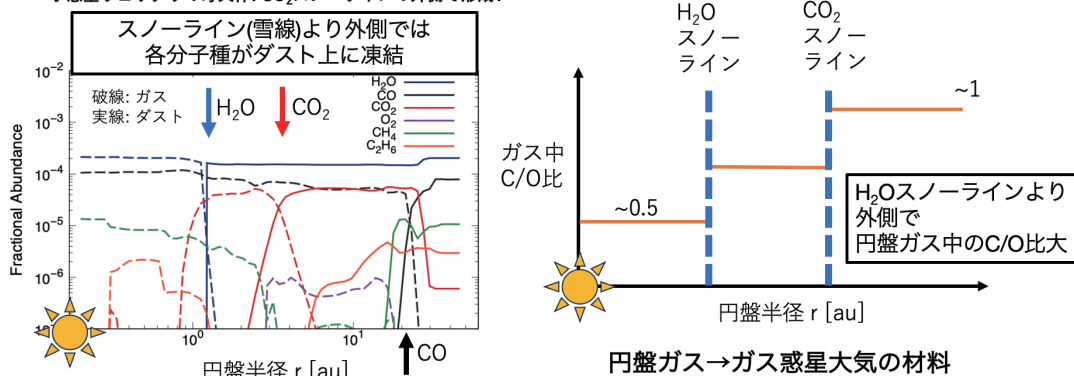 スノーライン(雪線)より外側では
各分子種がダスト上に凍結
破線: ガス
実線: ダスト
H₂O
CO₂
H₂O
CO
CO₂
O₂
CH₄
C₂H₆
Fractional Abundance
10⁻²
10⁻³
10⁻⁴
10⁻⁵
10⁻⁶
10⁰
10¹
円盤半径 r [au]
CO
H₂O
スノー
ライン
CO₂
スノー
ライン
ガス中
C/O比
~0.5
~1
H₂Oスノーラインより
外側で
円盤ガス中のC/O比大
円盤半径 r [au]
円盤ガス→ガス惑星大気の材料